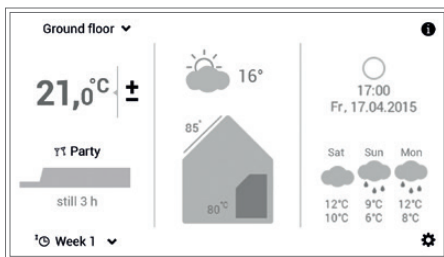 Ground floor
21,0°C ±
Party
still 3 h
¹ Week 1
16°
85°
80°C
17:00
Fr, 17.04.2015
Sat Sun Mon
12°C 9°C 12°C
10°C 6°C 8°C